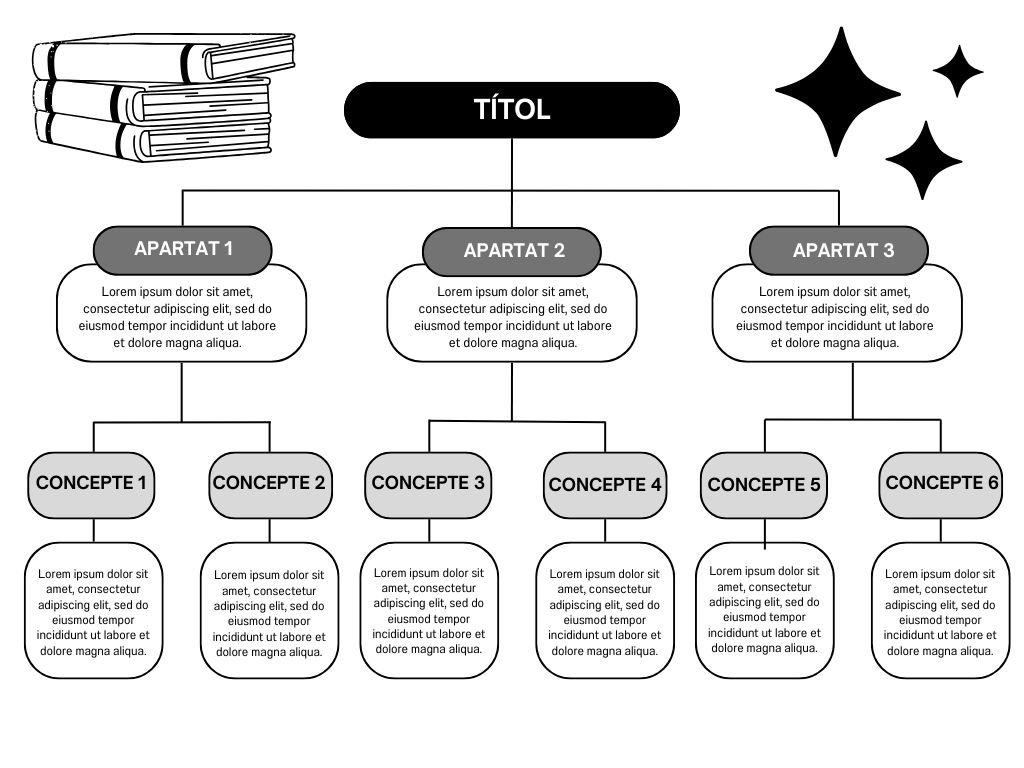 TÍTOL
APARTAT 1
Lorem ipsum dolor sit amet,
consectetur adipiscing elit, sed do
eiusmod tempor incididunt ut labore
et dolore magna aliqua.
APARTAT 2
Lorem ipsum dolor sit amet,
consectetur adipiscing elit, sed do
eiusmod tempor incididunt ut labore
et dolore magna aliqua.
APARTAT 3
Lorem ipsum dolor sit amet,
consectetur adipiscing elit, sed do
eiusmod tempor incididunt ut labore
et dolore magna aliqua.
CONCEPTE 1
Lorem ipsum dolor sit
amet, consectetur
adipiscing elit, sed do
eiusmod tempor
incididunt ut labore et
dolore magna aliqua.
CONCEPTE 2
Lorem ipsum dolor sit
amet, consectetur
adipiscing elit, sed do
eiusmod tempor
incididunt ut labore et
dolore magna aliqua.
CONCEPTE 3
Lorem ipsum dolor sit
amet, consectetur
adipiscing elit, sed do
eiusmod tempor
incididunt ut labore et
dolore magna aliqua.
CONCEPTE 4
Lorem ipsum dolor sit
amet, consectetur
adipiscing elit, sed do
eiusmod tempor
incididunt ut labore et
dolore magna aliqua.
CONCEPTE 5
Lorem ipsum dolor sit
amet, consectetur
adipiscing elit, sed do
eiusmod tempor
incididunt ut labore et
dolore magna aliqua.
CONCEPTE 6
Lorem ipsum dolor sit
amet, consectetur
adipiscing elit, sed do
eiusmod tempor
incididunt ut labore et
dolore magna aliqua.